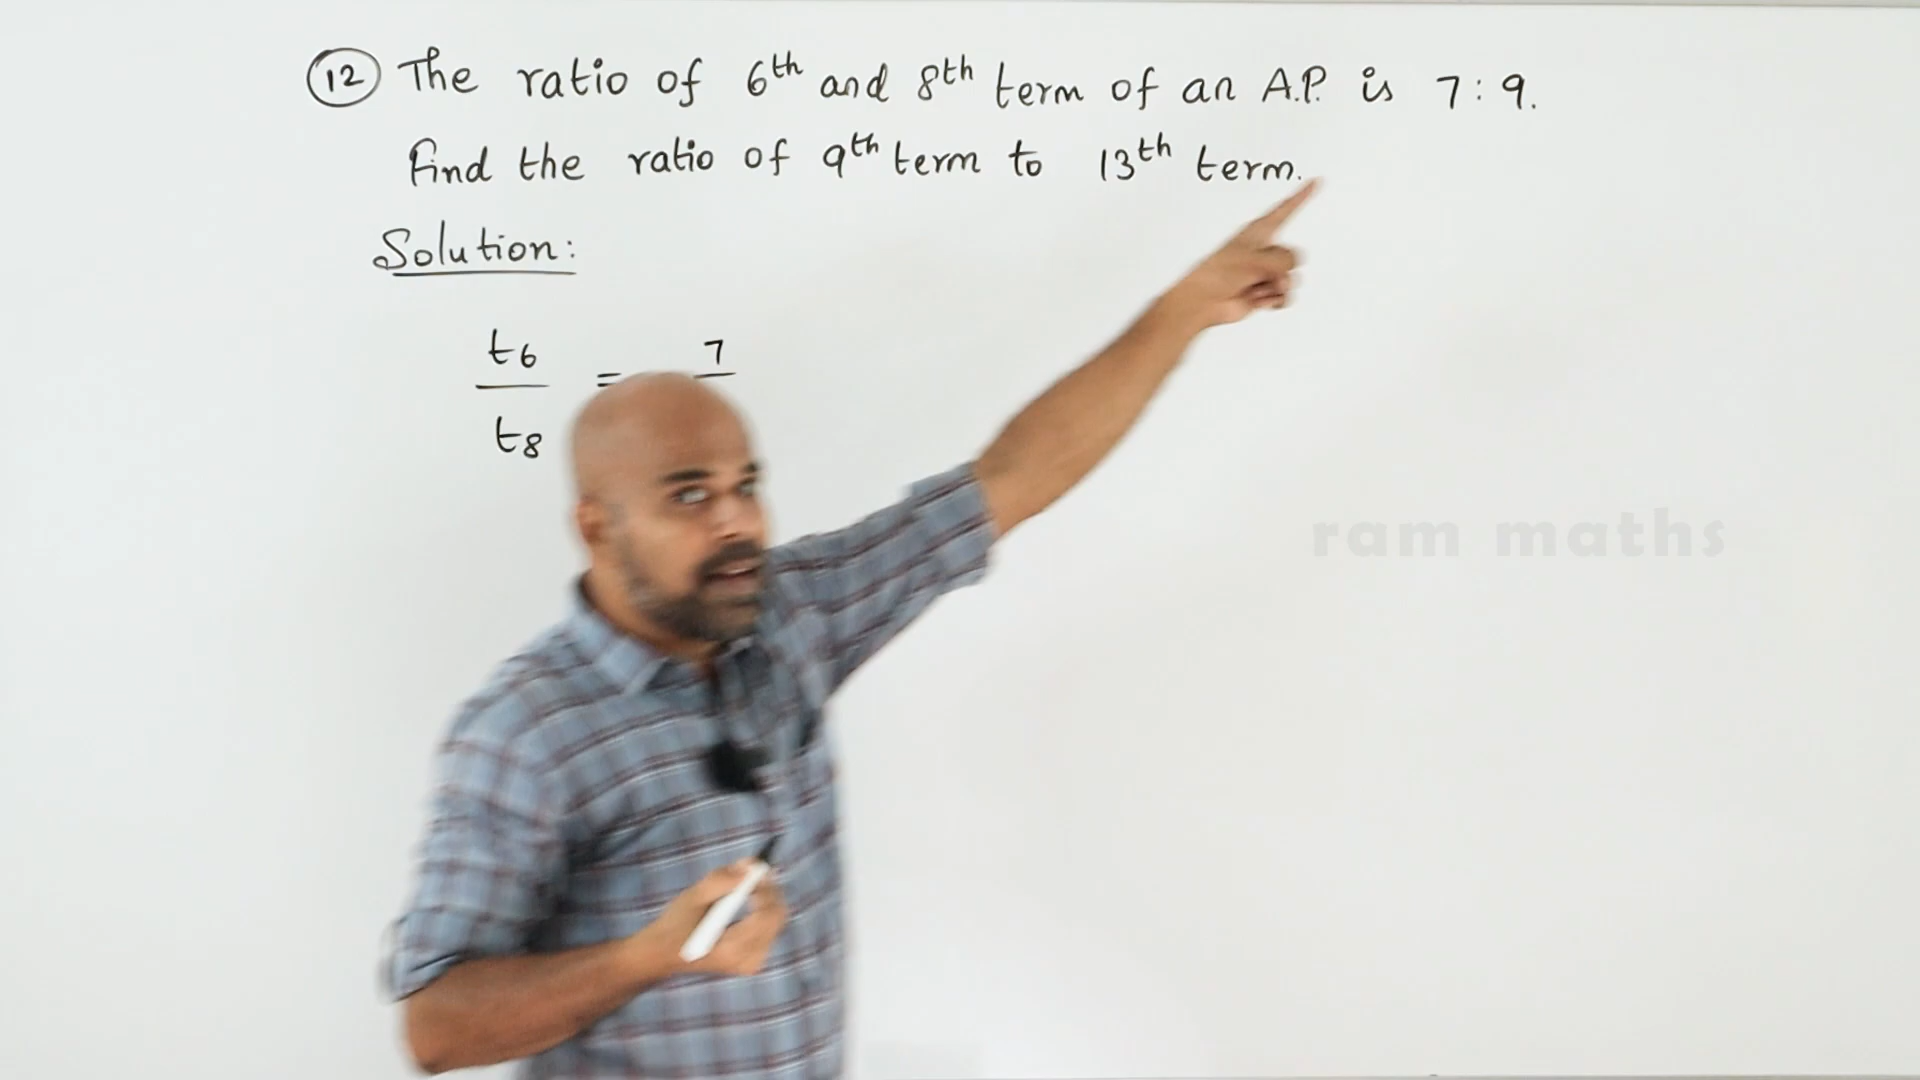 12 The ratio of 6th and 8th term of an A.P. is 7 : 9.
Find the ratio of 9th term to 13th term.
Solution:
t6 = 7
t8
ram maths